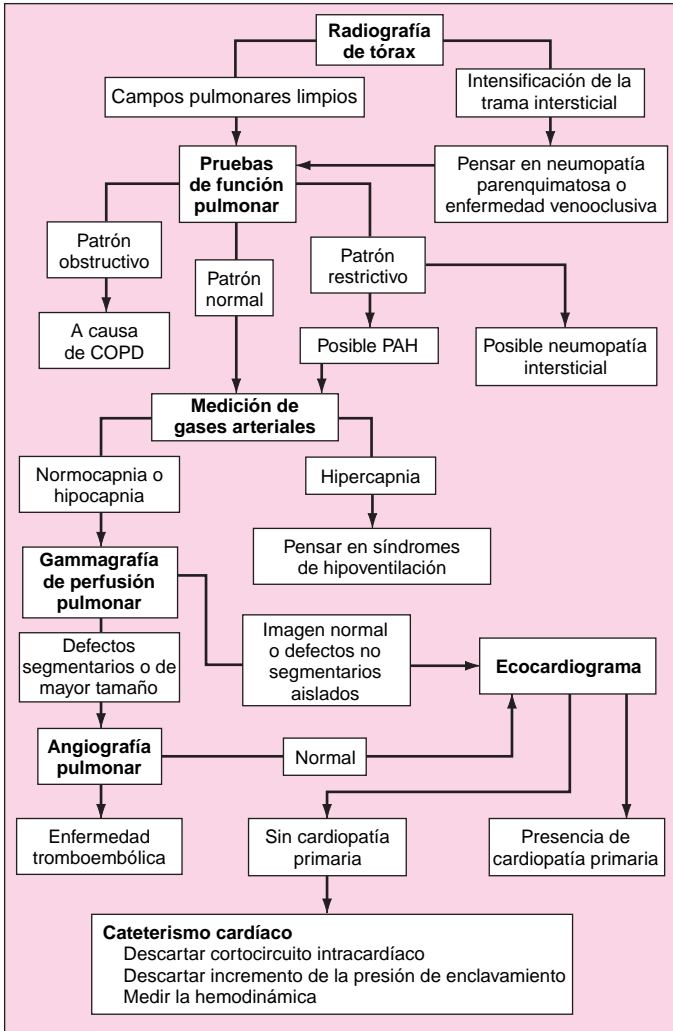 Radiografía
de tórax
Campos pulmonares limpios
Intensificación de la
trama intersticial
Pruebas
de función
pulmonar
Pensar en neumopatía
parenquimatosa o
enfermedad venooclusiva
Patrón
obstructivo
Patrón
normal
Patrón
restrictivo
A causa
de COPD
Posible PAH
Posible neumopatía
intersticial
Medición de
gases arteriales
Normocapnia o
hipocapnia
Hipercapnia
Gammagrafía
de perfusión
pulmonar
Pensar en síndromes
de hipoventilación
Defectos
segmentarios o de
mayor tamaño
Imagen normal
o defectos no
segmentarios
aislados
Ecocardiograma
Angiografía
pulmonar
Normal
Enfermedad
tromboembólica
Sin cardiopatía
primaria
Presencia de
cardiopatía primaria
Cateterismo cardíaco
Descartar cortocircuito intracardíaco
Descartar incremento de la presión de enclavamiento
Medir la hemodinámica